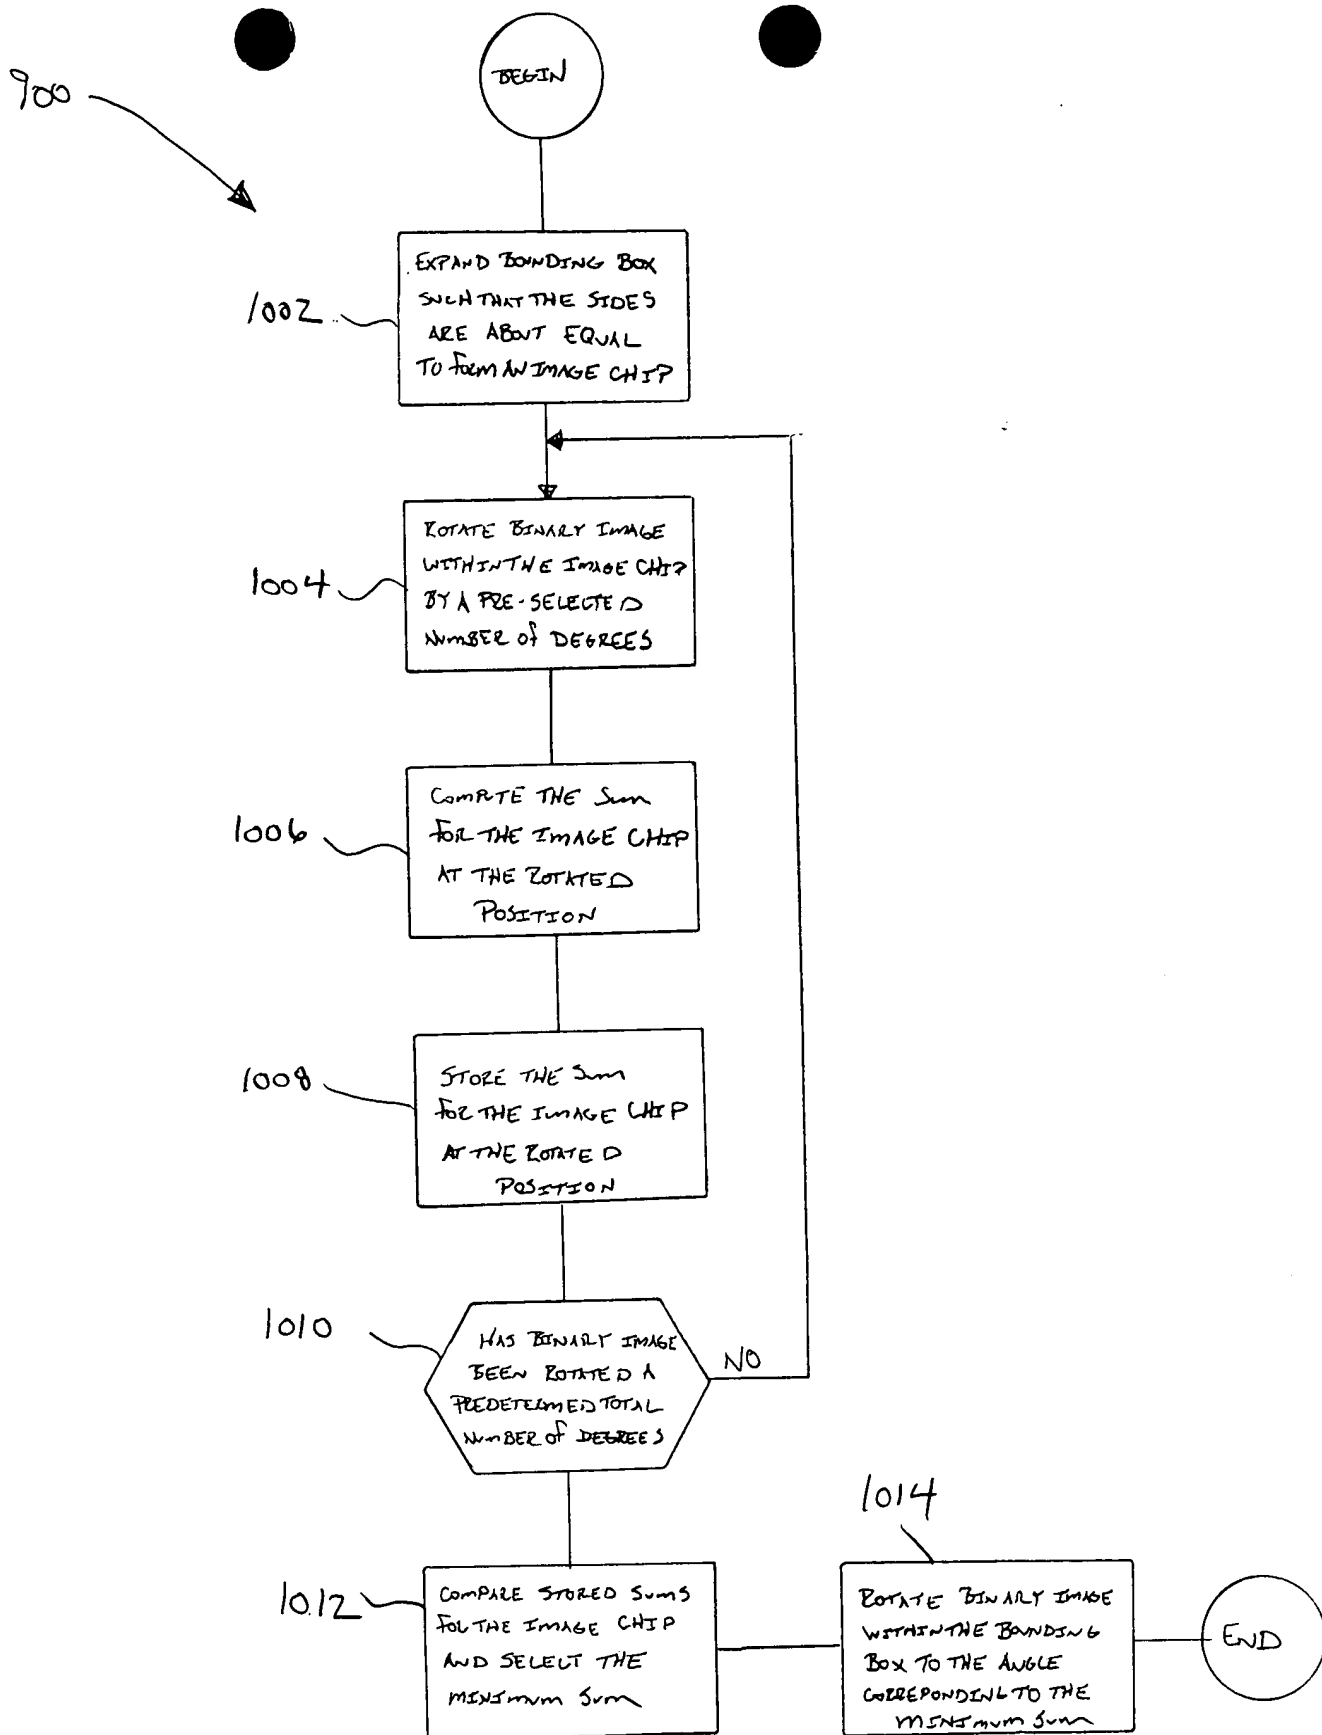 900
BEGIN
1002
EXPAND BOUNDING BOX
SUCH THAT THE SIDES
ARE ABOUT EQUAL
TO FORM AN IMAGE CHIP
1004
ROTATE BINARY IMAGE
WITHIN THE IMAGE CHIP
BY A PRE-SELECTED
NUMBER of DEGREES
1006
COMPTE THE SUM
FOR THE IMAGE CHIP
AT THE ROTATED
POSITION
1008
STORE THE SUM
FOR THE IMAGE CHIP
AT THE ROTATED
POSITION
1010
HAS BINARY IMAGE
BEEN ROTATED A
PREDETERMED TOTAL
NUMBER of DEGREES
NO
1012
COMPARE STORED SUMS
FOR THE IMAGE CHIP
AND SELECT THE
MINIMUM SUM
1014
ROTATE BINARY IMAGE
WITHIN THE BOUNDING
BOX TO THE ANGLE
CORREPONDING TO THE
MINIMUM SUM
END